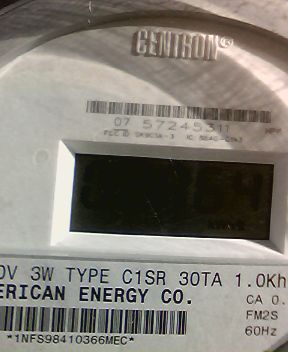 CENTRON®
07 57245311
0V 3W TYPE C1SR 30TA 1.0Kh
ERICAN ENERGY CO.
CA 0.
FM2S
60Hz
*1NFS98410366MEC*